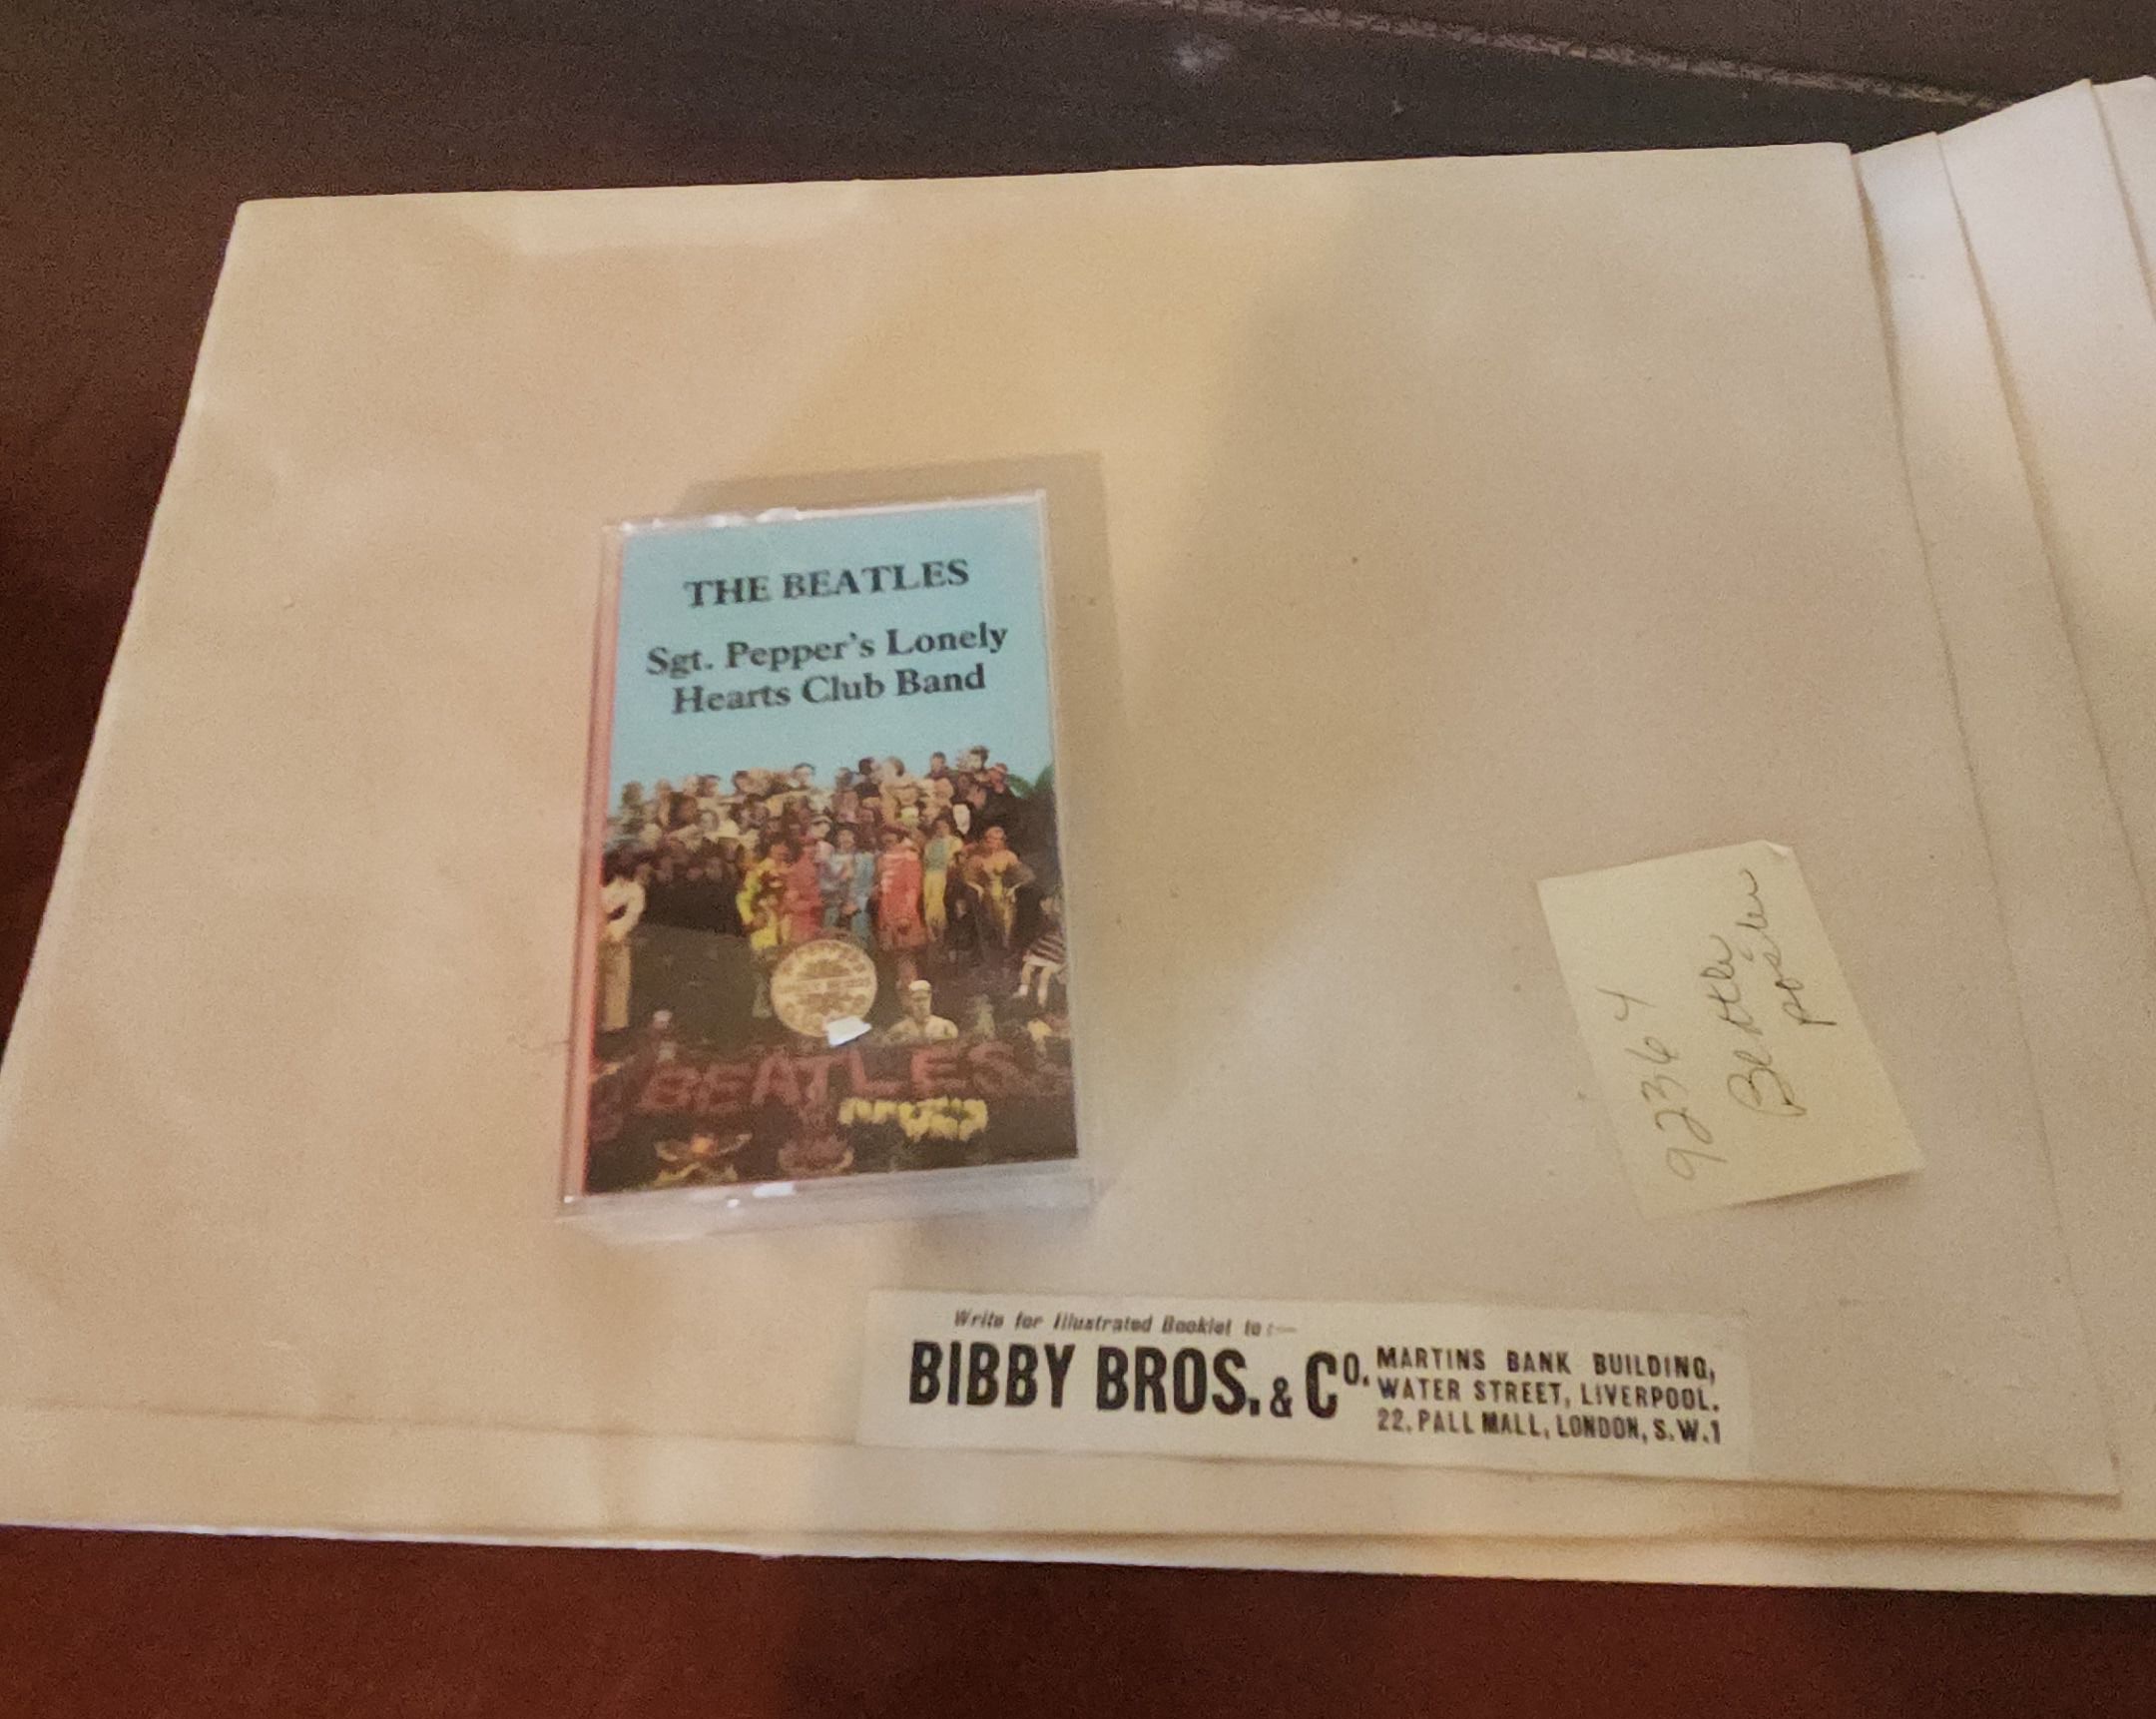 THE BEATLES
Sgt. Pepper's Lonely
Hearts Club Band
BEATLES
92364
Beatles
poster
Write for Illustrated Booklet to:—
BIBBY BROS. & Co.
MARTINS BANK BUILDING,
WATER STREET, LIVERPOOL.
22, PALL MALL, LONDON, S.W.1